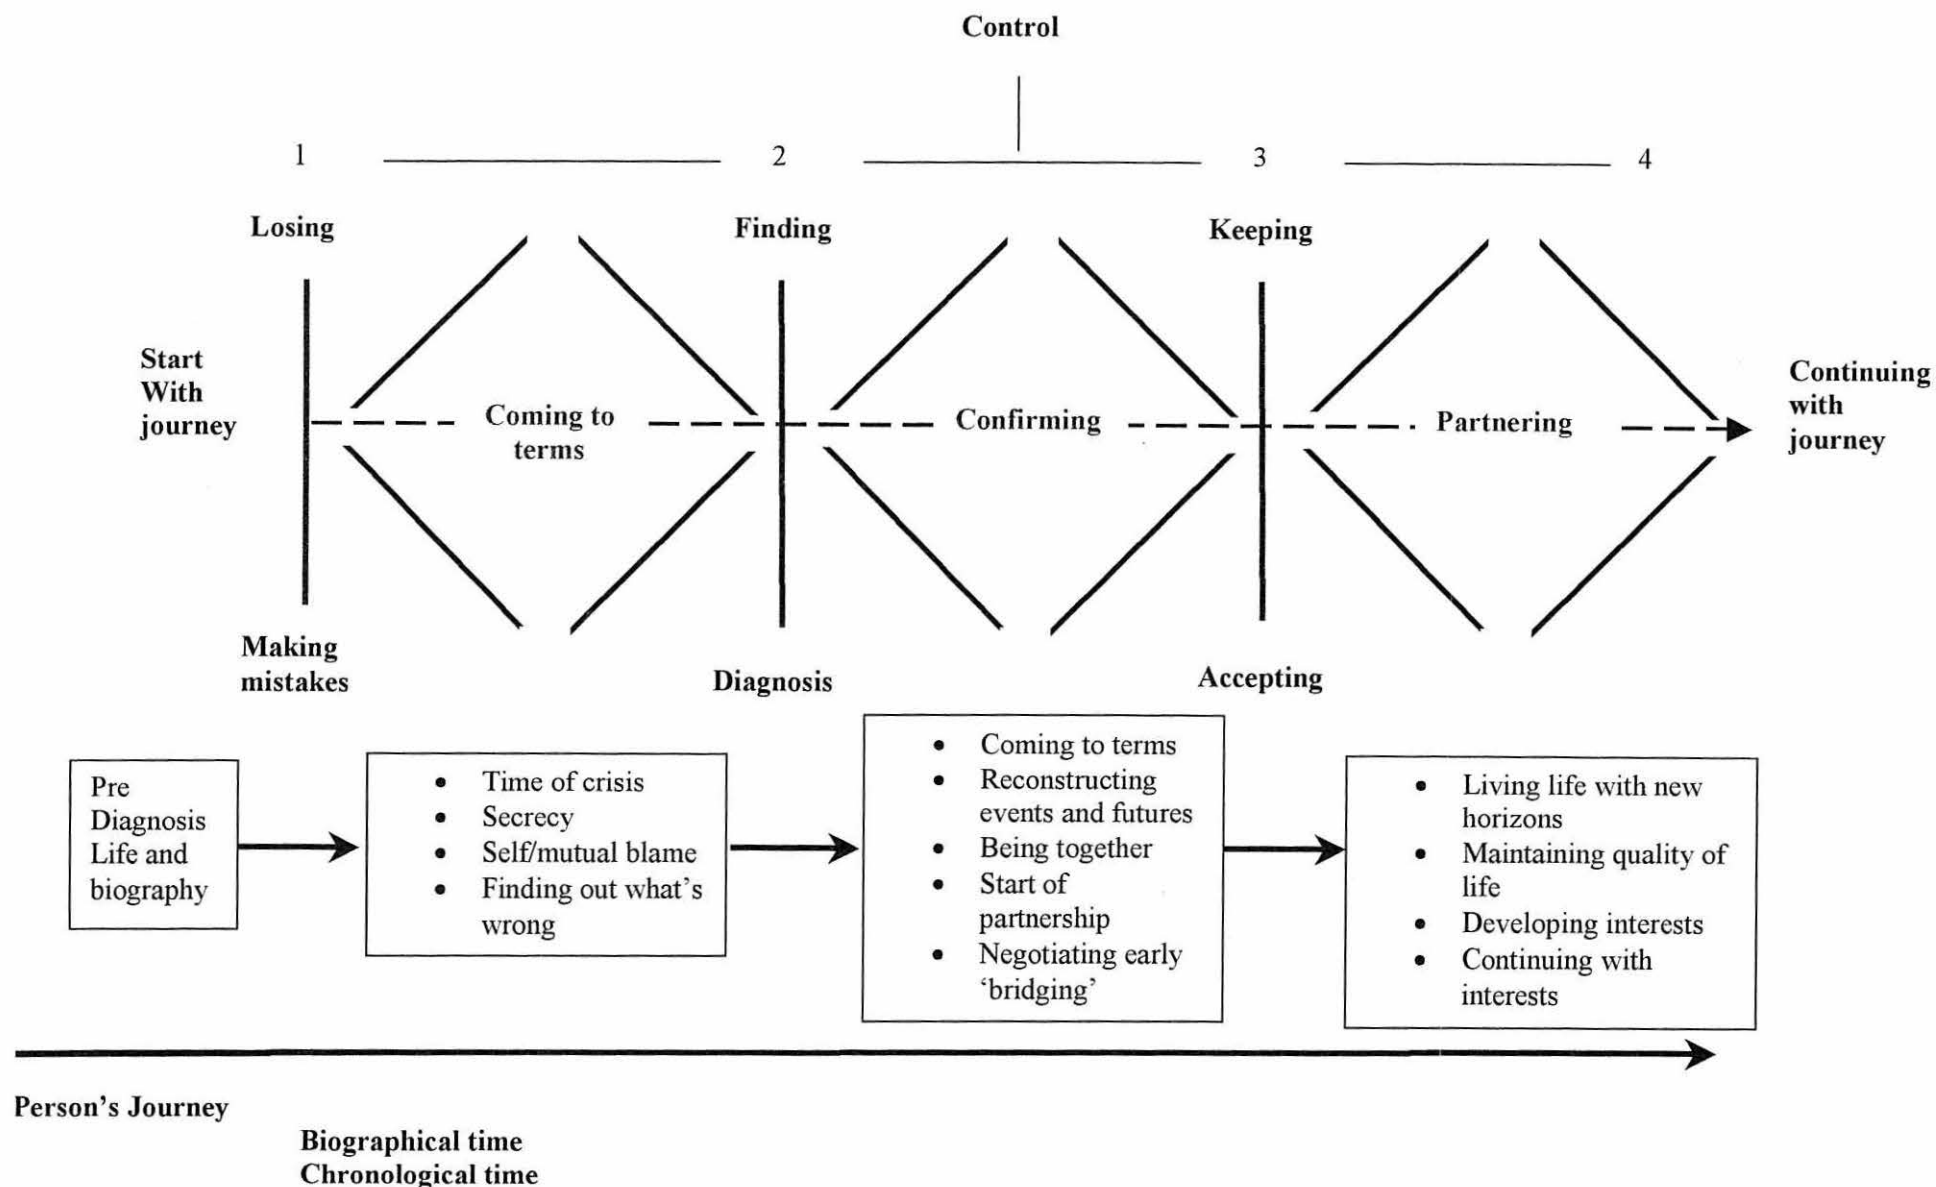 Control
1
2
3
4
Losing
Finding
Keeping
Start
With
journey
Coming to
terms
Confirming
Partnering
Continuing
with
journey
Making
mistakes
Diagnosis
Accepting
Pre
Diagnosis
Life and
biography
• Time of crisis
• Secrecy
• Self/mutual blame
• Finding out what’s
wrong
• Coming to terms
• Reconstructing
events and futures
• Being together
• Start of
partnership
• Negotiating early
‘bridging’
• Living life with new
horizons
• Maintaining quality of
life
• Developing interests
• Continuing with
interests
Person’s Journey
Biographical time
Chronological time